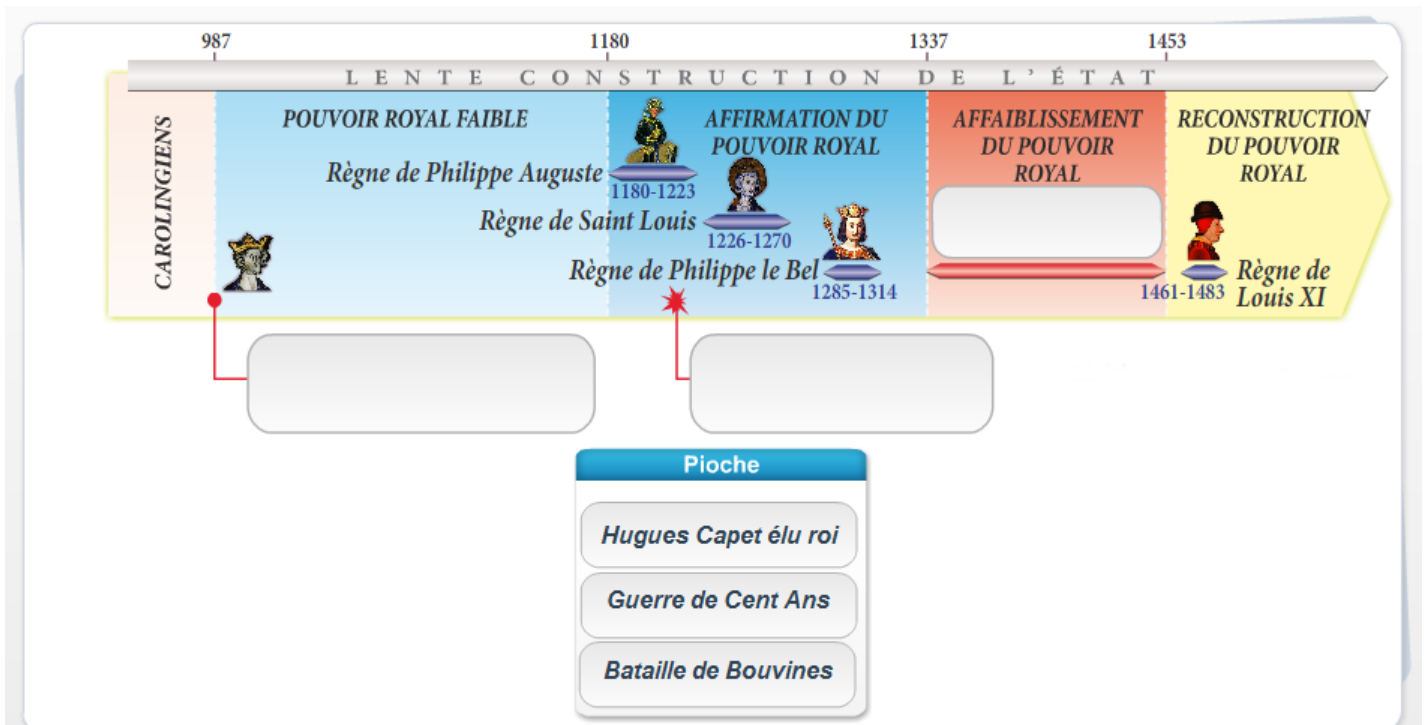 987 1180 1337 1453
LENTE CONSTRUCTION DE L'ÉTAT
CAROLINGIENS
POUVOIR ROYAL FAIBLE
AFFIRMATION DU
POUVOIR ROYAL
AFFAIBLISSEMENT
DU POUVOIR
ROYAL
RECONSTRUCTION
DU POUVOIR
ROYAL
Règne de Philippe Auguste
1180-1223
Règne de Saint Louis
1226-1270
Règne de Philippe le Bel
1285-1314
1461-1483
Règne de
Louis XI
Pioche
Hugues Capet élu roi
Guerre de Cent Ans
Bataille de Bouvines